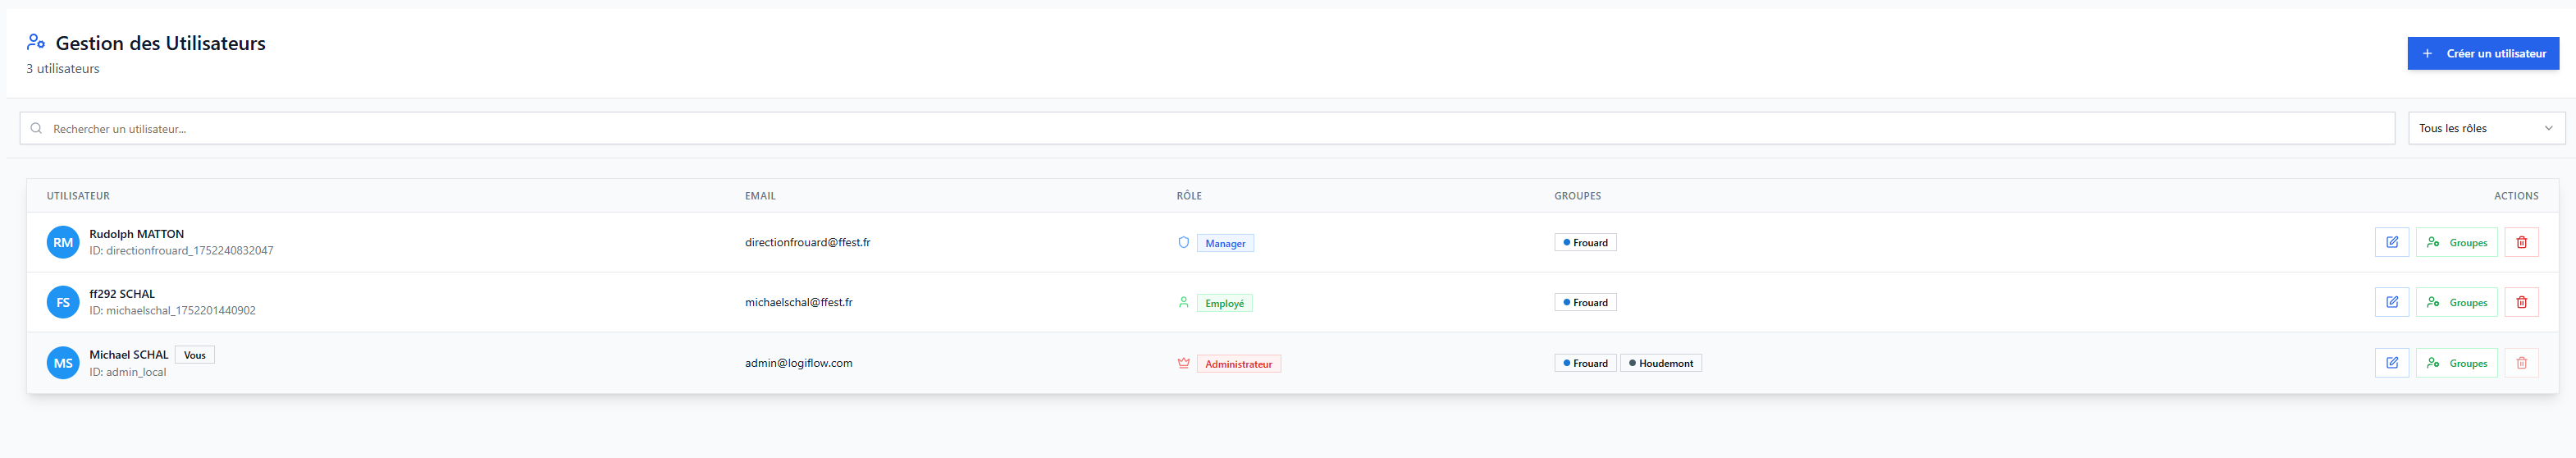 Gestion des Utilisateurs
3 utilisateurs
+ Créer un utilisateur
Rechercher un utilisateur...
Tous les rôles
UTILISATEUR EMAIL RÔLE GROUPES ACTIONS
RM Rudolph MATTON
ID: directionfrouard_1752240832047
directionfrouard@ffest.fr Manager Frouard Groupes
FS ff292 SCHAL
ID: michaelschal_1752201440902
michaelschal@ffest.fr Employé Frouard Groupes
MS Michael SCHAL Vous
ID: admin_local
admin@logiflow.com Administrateur Frouard Houdemont Groupes